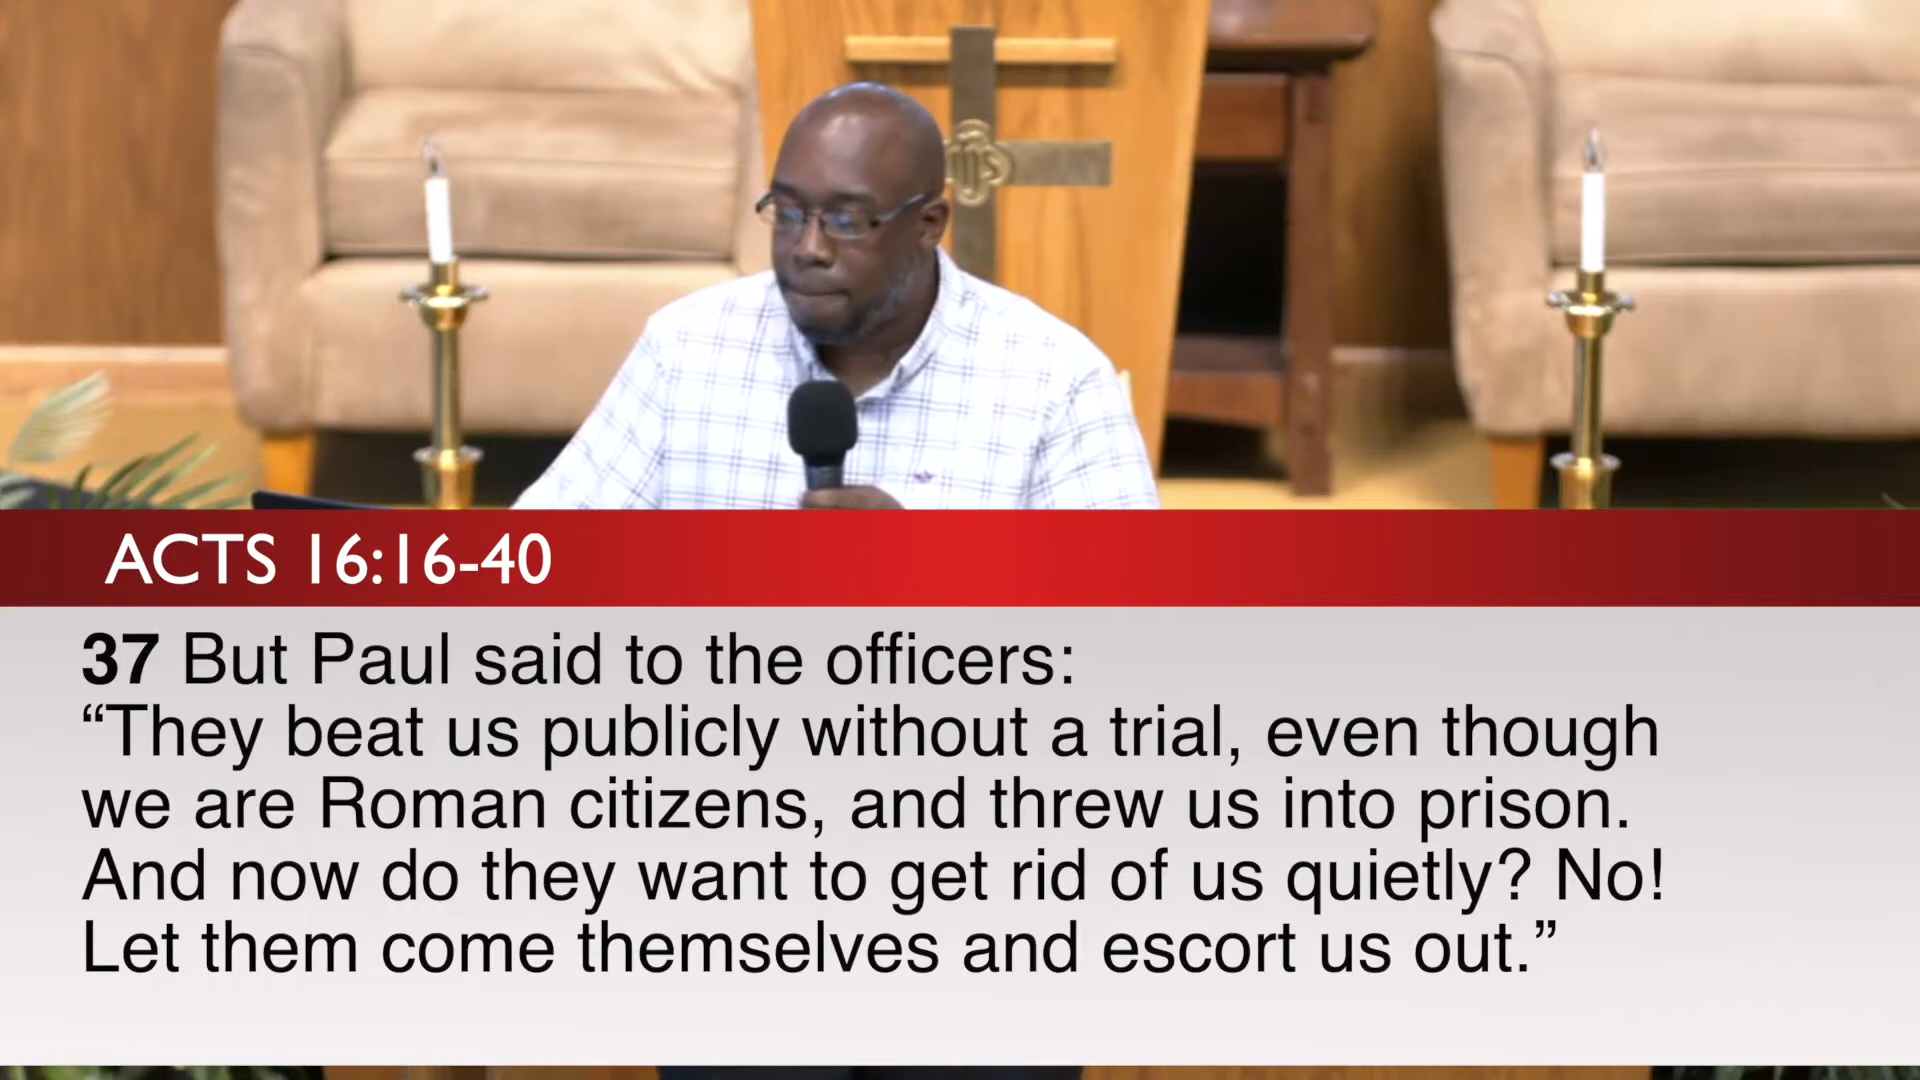 IHS
ACTS 16:16-40
37 But Paul said to the officers:
“They beat us publicly without a trial, even though
we are Roman citizens, and threw us into prison.
And now do they want to get rid of us quietly? No!
Let them come themselves and escort us out.”